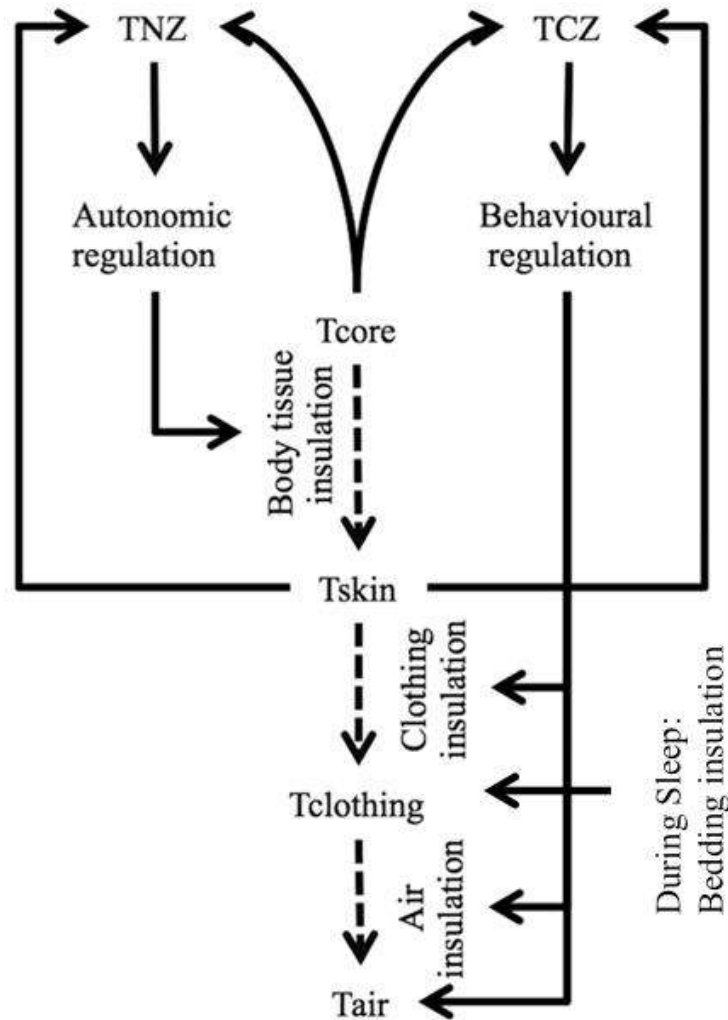 TNZ
TCZ
Autonomic
regulation
Behavioural
regulation
Tcore
Body tissue
insulation
Tskin
Clothing
insulation
During Sleep:
Bedding insulation
Tclothing
Air
insulation
Tair